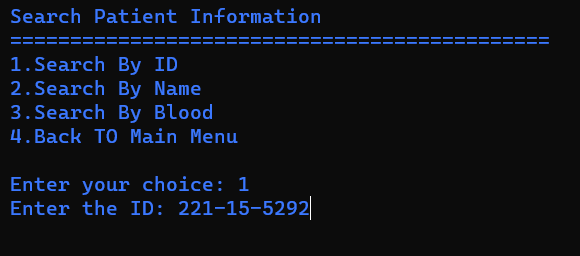 Search Patient Information
=============================================
1.Search By ID
2.Search By Name
3.Search By Blood
4.Back TO Main Menu
Enter your choice: 1
Enter the ID: 221-15-5292